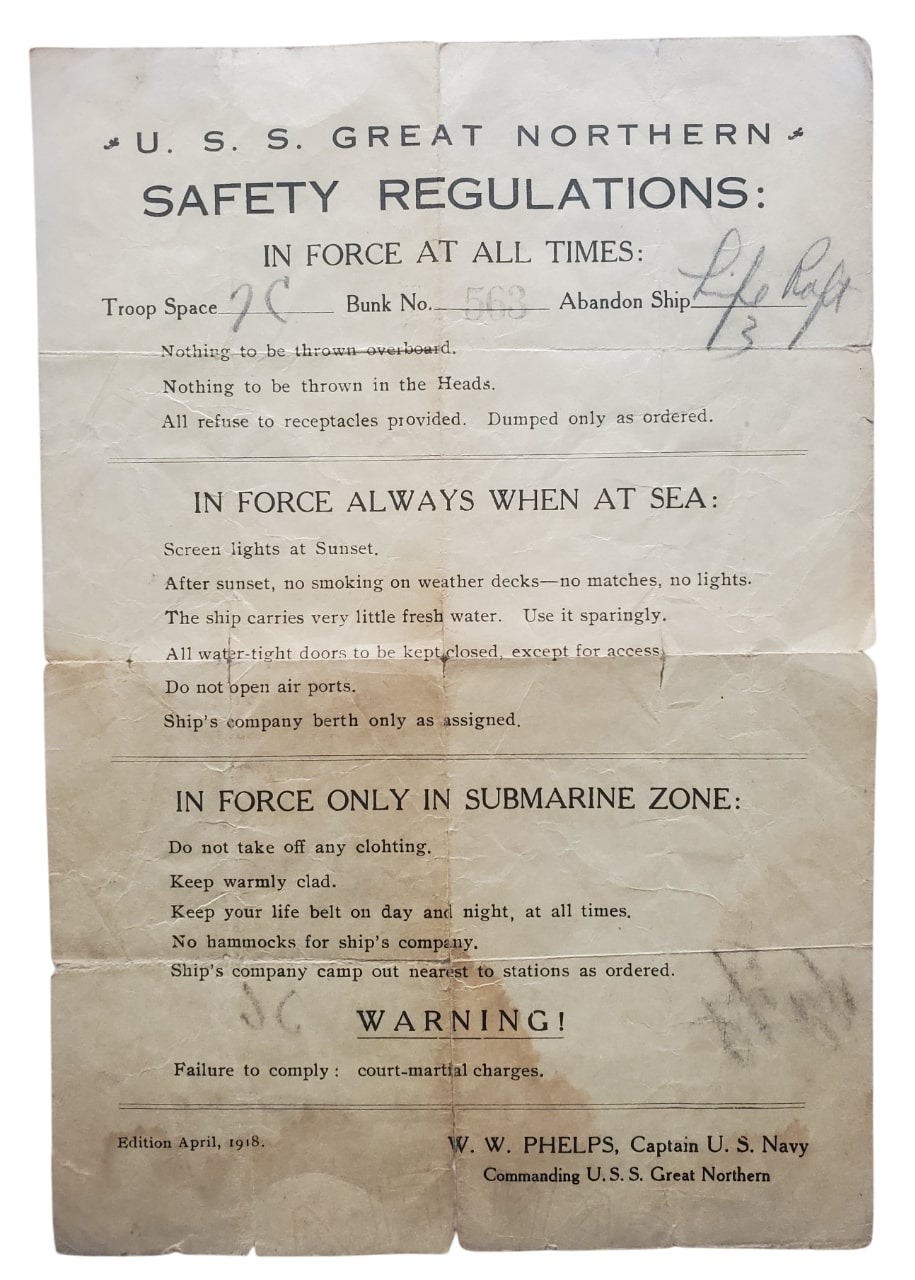 U. S. S. GREAT NORTHERN
SAFETY REGULATIONS:
IN FORCE AT ALL TIMES:
Troop Space 7C Bunk No. 563 Abandon Ship Life Raft
3
Nothing to be thrown overboard.
Nothing to be thrown in the Heads.
All refuse to receptacles provided. Dumped only as ordered.
IN FORCE ALWAYS WHEN AT SEA:
Screen lights at Sunset.
After sunset, no smoking on weather decks—no matches, no lights.
The ship carries very little fresh water. Use it sparingly.
All water-tight doors to be kept closed, except for access.
Do not open air ports.
Ship's company berth only as assigned.
IN FORCE ONLY IN SUBMARINE ZONE:
Do not take off any clohting.
Keep warmly clad.
Keep your life belt on day and night, at all times.
No hammocks for ship's company.
Ship's company camp out nearest to stations as ordered.
WARNING!
Failure to comply: court-martial charges.
Edition April, 1918.
W. W. PHELPS, Captain U. S. Navy
Commanding U. S. S. Great Northern